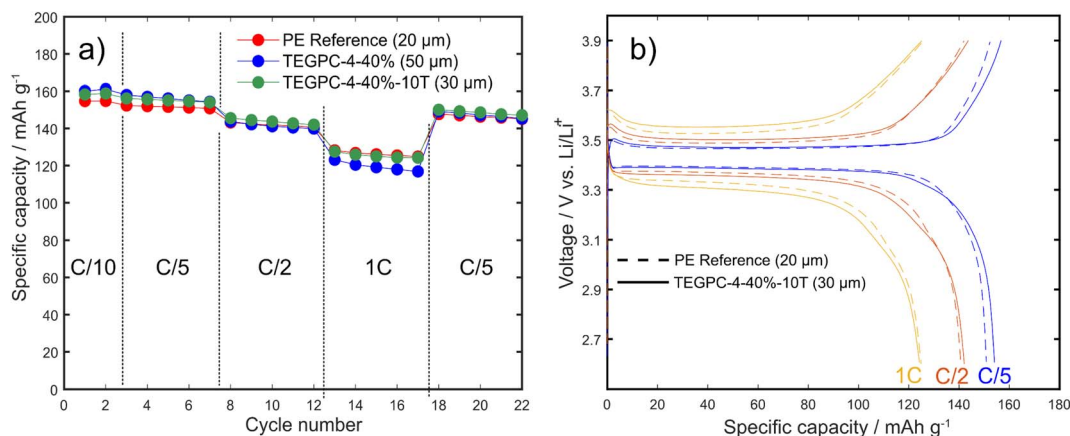 a)
PE Reference (20 µm)
TEGPC-4-40% (50 µm)
TEGPC-4-40%-10T (30 µm)
200
180
160
140
120
100
80
60
40
20
0
Specific capacity / mAh g⁻¹
C/10
C/5
C/2
1C
C/5
0 2 4 6 8 10 12 14 16 18 20 22
Cycle number
b)
3.9
3.7
3.5
3.3
3.1
2.9
2.7
Voltage / V vs. Li/Li⁺
PE Reference (20 µm)
TEGPC-4-40%-10T (30 µm)
1C
C/2
C/5
0 20 40 60 80 100 120 140 160 180
Specific capacity / mAh g⁻¹